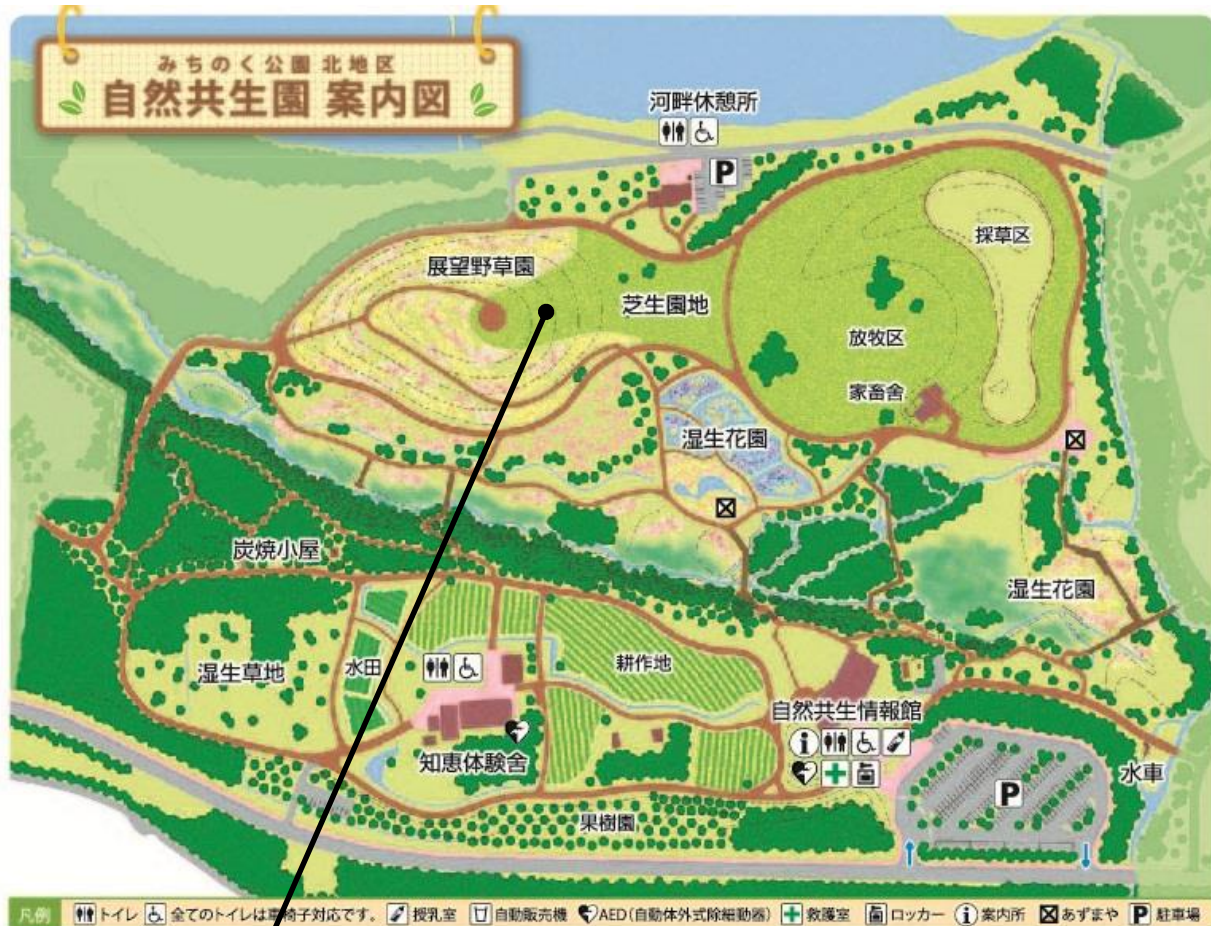 みちのく公園 北地区
自然共生園 案内図
河畔休憩所
P
採草区
展望野草園
芝生園地
放牧区
家畜舎
湿生花園
炭焼小屋
湿生花園
湿生草地
水田
耕作地
自然共生情報館
知恵体験舎
水車
P
果樹園
凡例 トイレ 全てのトイレは車椅子対応です。 授乳室 自動販売機 AED(自動体外式除細動器) 救護室 ロッカー 案内所 あずまや P 駐車場